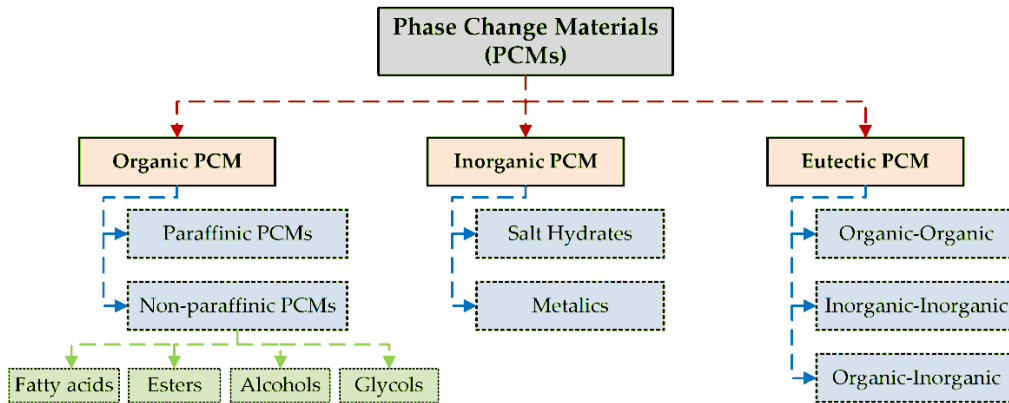 Phase Change Materials
(PCMs)
Organic PCM
Inorganic PCM
Eutectic PCM
Paraffinic PCMs
Salt Hydrates
Organic-Organic
Non-paraffinic PCMs
Metalics
Inorganic-Inorganic
Fatty acids
Esters
Alcohols
Glycols
Organic-Inorganic